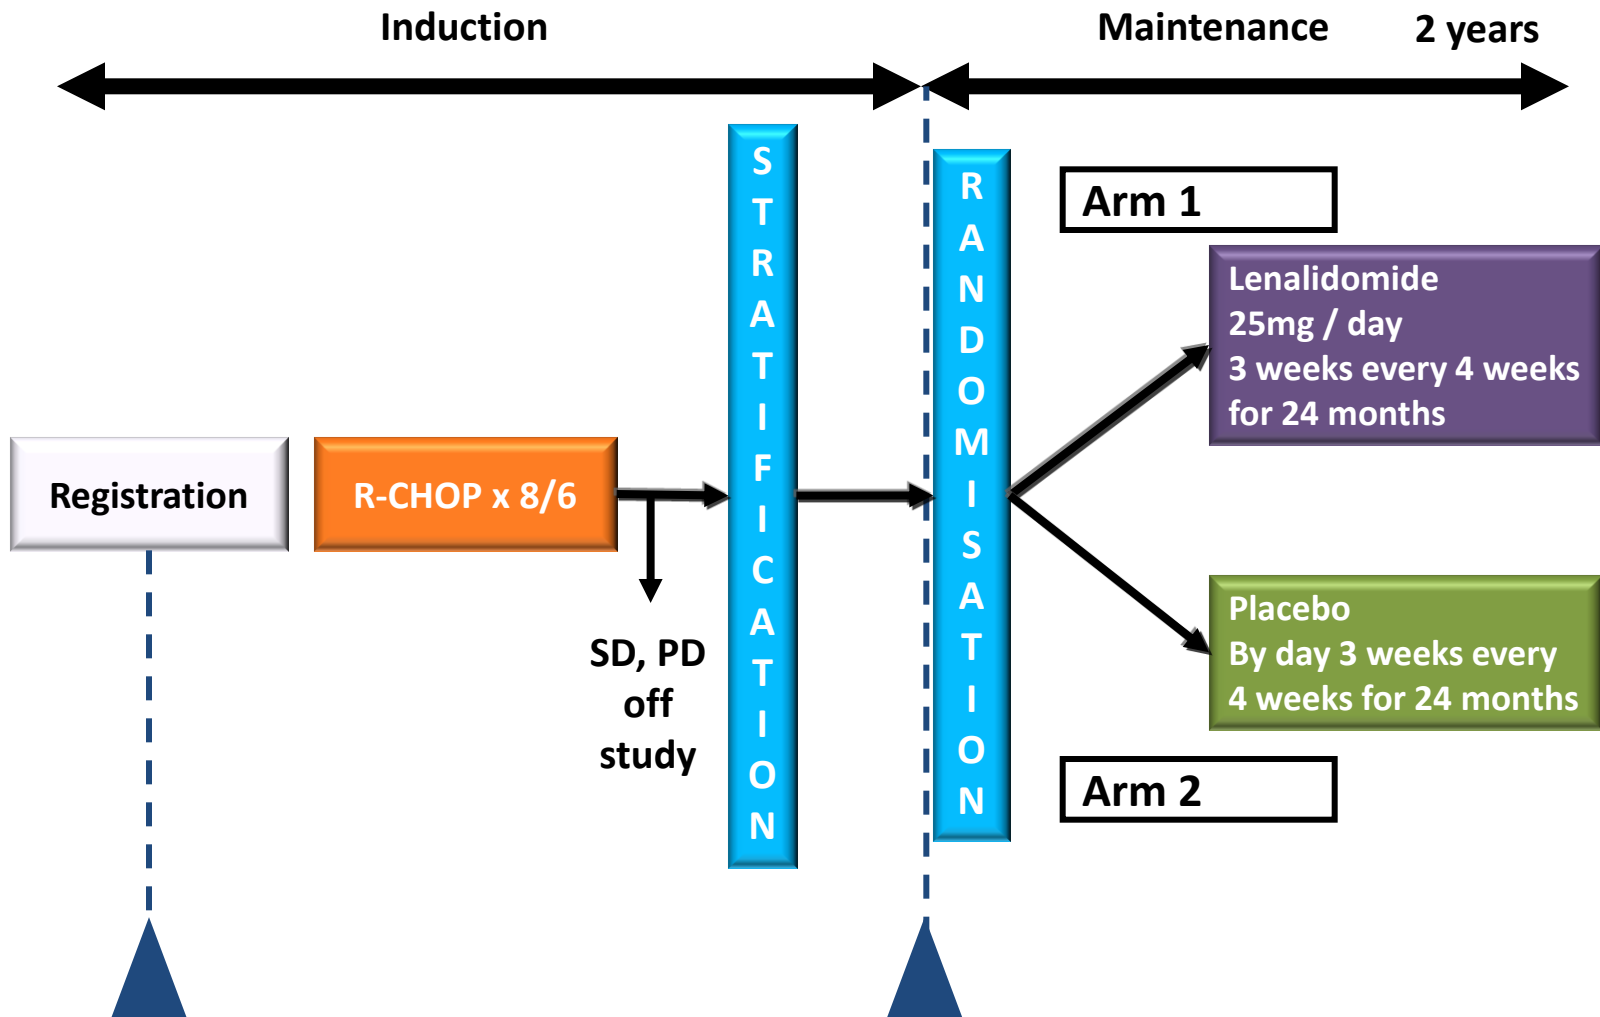 Induction
Maintenance
2 years
STRATIFICATION
RANDOMISATION
Arm 1
Lenalidomide
25mg / day
3 weeks every 4 weeks
for 24 months
Registration
R-CHOP x 8/6
SD, PD
off
study
Placebo
By day 3 weeks every
4 weeks for 24 months
Arm 2